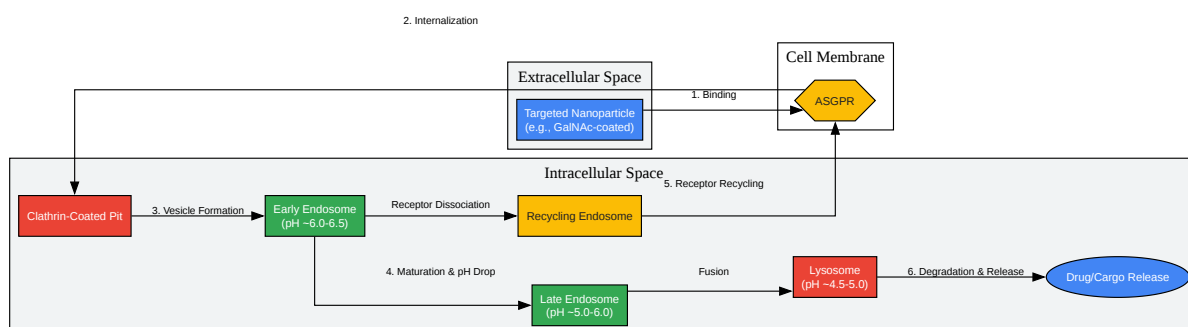 2. Internalization
Cell Membrane
Extracellular Space
1. Binding
ASGPR
Targeted Nanoparticle
(e.g., GalNAc-coated)
Intracellular Space
5. Receptor Recycling
Clathrin-Coated Pit
3. Vesicle Formation
Early Endosome
(pH ~6.0-6.5)
Receptor Dissociation
Recycling Endosome
4. Maturation & pH Drop
Late Endosome
(pH ~5.0-6.0)
Fusion
Lysosome
(pH ~4.5-5.0)
6. Degradation & Release
Drug/Cargo Release